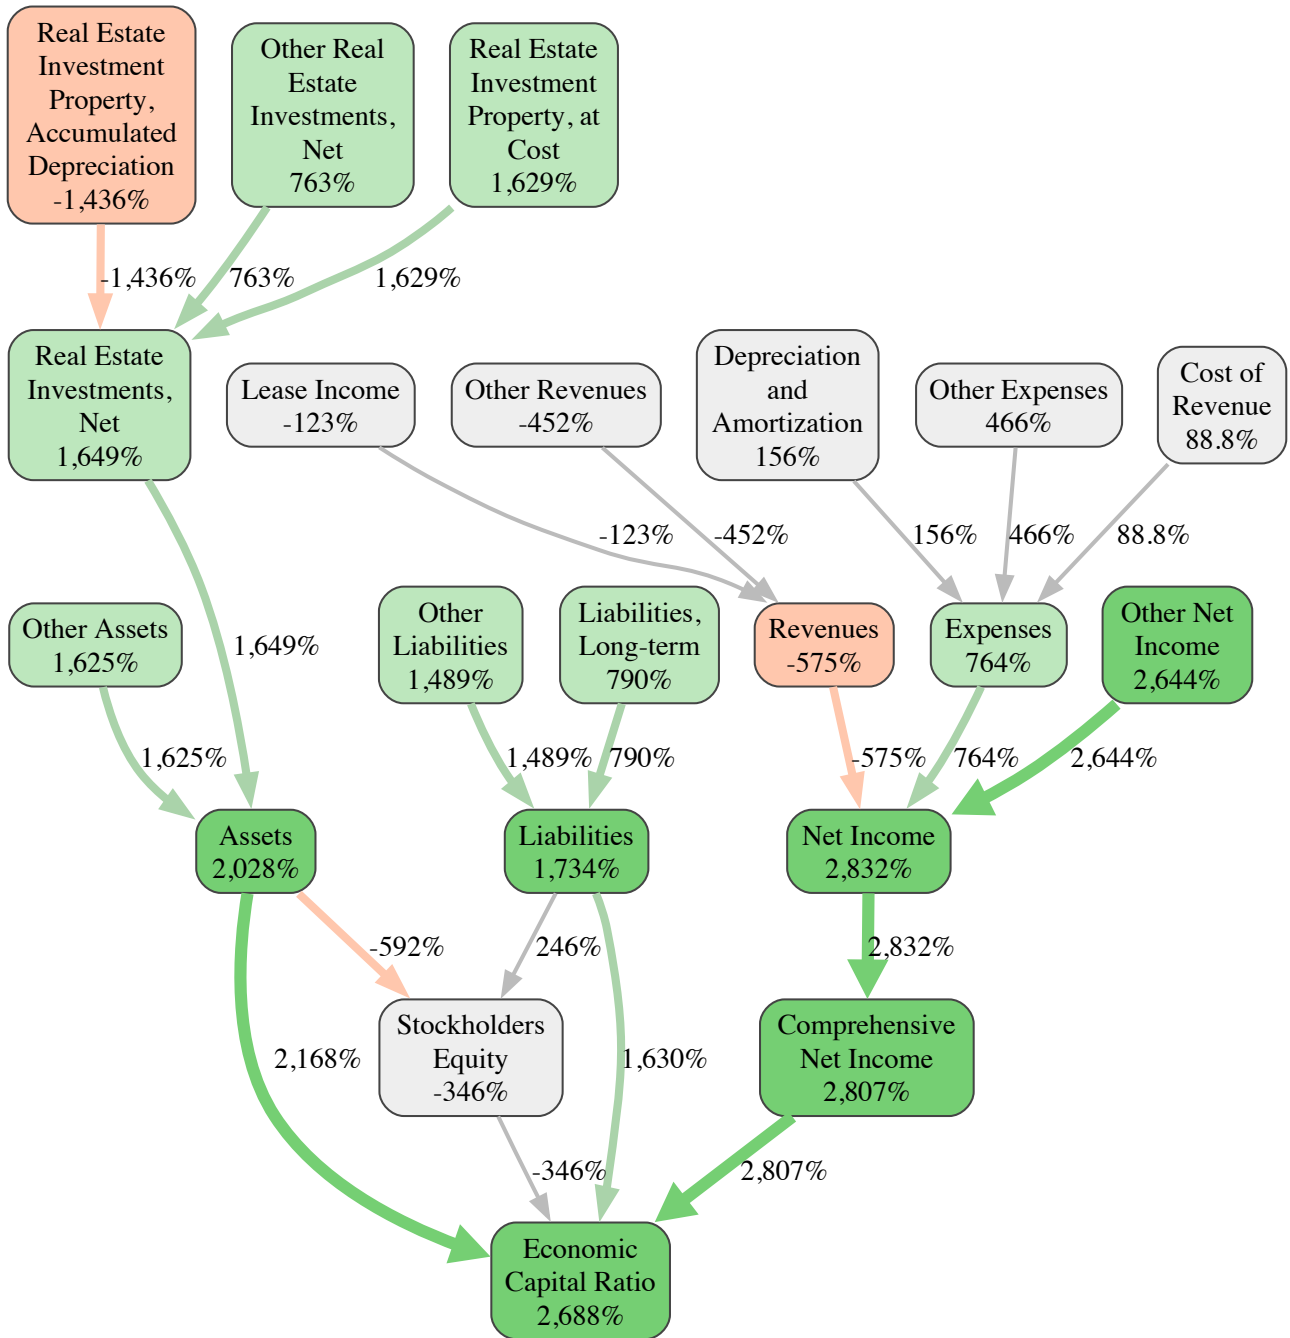 Real Estate
Investment
Property,
Accumulated
Depreciation
-1,436%
Other Real
Estate
Investments,
Net
763%
Real Estate
Investment
Property, at
Cost
1,629%
-1,436%
763%
1,629%
Real Estate
Investments,
Net
1,649%
Lease Income
-123%
Other Revenues
-452%
Depreciation
and
Amortization
156%
Other Expenses
466%
Cost of
Revenue
88.8%
-123%
-452%
156%
466%
88.8%
Other Assets
1,625%
1,649%
Other
Liabilities
1,489%
Liabilities,
Long-term
790%
Revenues
-575%
Expenses
764%
Other Net
Income
2,644%
1,625%
1,489%
790%
-575%
764%
2,644%
Assets
2,028%
Liabilities
1,734%
Net Income
2,832%
-592%
246%
2,832%
Stockholders
Equity
-346%
Comprehensive
Net Income
2,807%
2,168%
1,630%
-346%
2,807%
Economic
Capital Ratio
2,688%